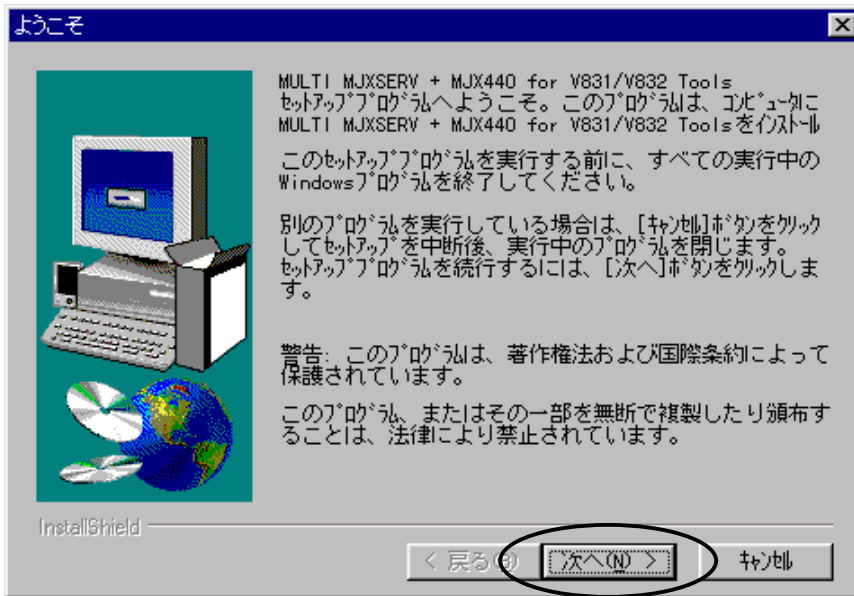 ようこそ
MULTI MJXSERV + MJX440 for V831/V832 Tools
ｾｯﾄｱｯﾌﾟﾌﾟﾛｸﾞﾗﾑへようこそ。このﾌﾟﾛｸﾞﾗﾑは、ｺﾝﾋﾟｭｰﾀに
MULTI MJXSERV + MJX440 for V831/V832 Toolsをｲﾝｽﾄｰﾙ
このｾｯﾄｱｯﾌﾟﾌﾟﾛｸﾞﾗﾑを実行する前に、すべての実行中の
Windowsﾌﾟﾛｸﾞﾗﾑを終了してください。
別のﾌﾟﾛｸﾞﾗﾑを実行している場合は、[ｷｬﾝｾﾙ]ﾎﾞﾀﾝをｸﾘｯｸ
してｾｯﾄｱｯﾌﾟを中断後、実行中のﾌﾟﾛｸﾞﾗﾑを閉じます。
ｾｯﾄｱｯﾌﾟﾌﾟﾛｸﾞﾗﾑを続行するには、[次へ]ﾎﾞﾀﾝをｸﾘｯｸしま
す。
警告: このﾌﾟﾛｸﾞﾗﾑは、著作権法および国際条約によって
保護されています。
このﾌﾟﾛｸﾞﾗﾑ、またはその一部を無断で複製したり頒布す
ることは、法律により禁止されています。
InstallShield
< 戻る(B) 次へ(N) > ｷｬﾝｾﾙ